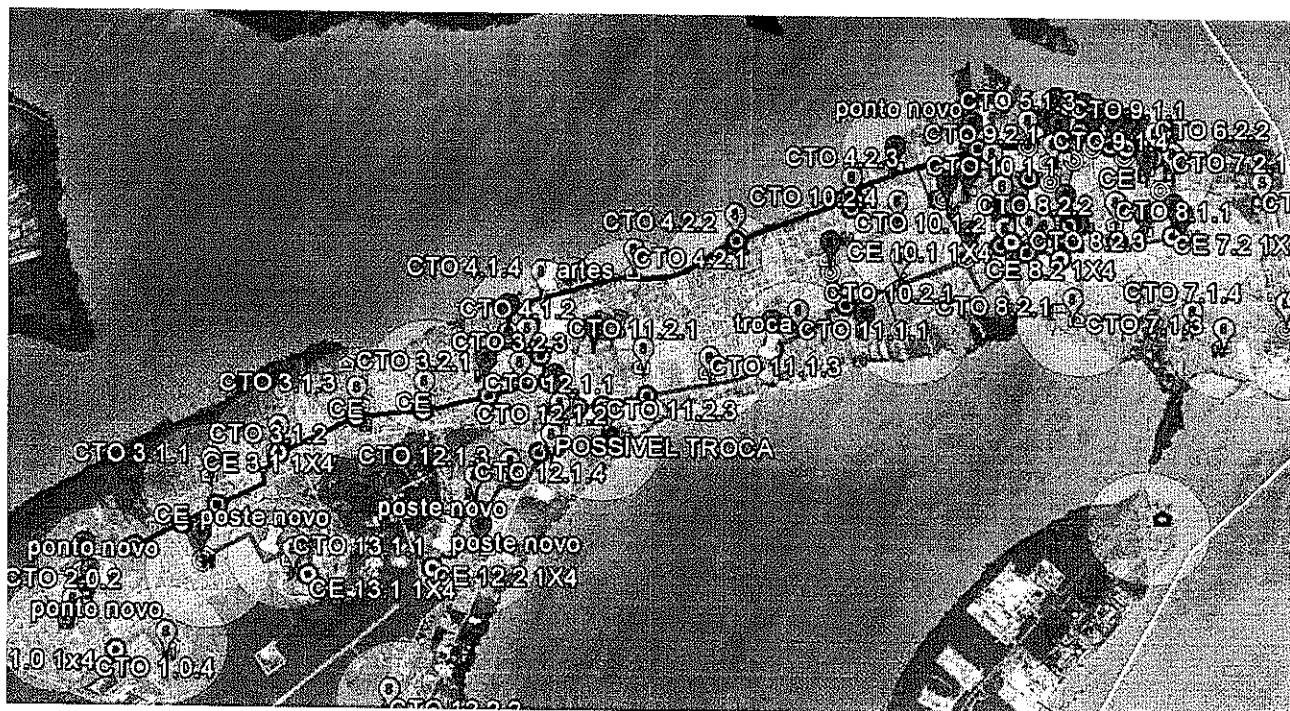 ponto novo
CTO 5.1.3
CTO 9.1.1
CTO 9.2.1
CTO 9.1.4
CTO 6.2.2
CTO 4.2.3
CTO 10.1.1
CE
CTO 7.2.1
CTO 10.2.4
CTO 8.2.2
CTO 8.1.1
CTO 4.2.2
CTO 10.1.2
CTO 8.2.3
CE 7.2 1X4
CTO 4.2.1
CE 10.1 1X4
CE 8.2 1X4
CTO 4.1.4
artes
CTO 10.2.1
CTO 8.2.1
CTO 7.1.4
CTO 4.1.2
CTO 11.2.1
troca
CTO 11.1.1
CTO 7.1.3
CTO 3.2.3
CTO 3.2.1
CTO 11.1.3
CTO 3.1.3
CTO 12.1.1
CE
CE
CTO 12.1.2
CTO 11.2.3
CTO 3.1.2
POSSIVEL TROCA
CTO 3.1.1
CE 3.1 1X4
CTO 12.1.3
CTO 12.1.4
CE
poste novo
poste novo
ponto novo
CTO 13.1.1
poste novo
CTO 2.0.2
CE 13.1 1X4
CE 12.2 1X4
ponto novo
1.0 1x4
CTO 1.0.4